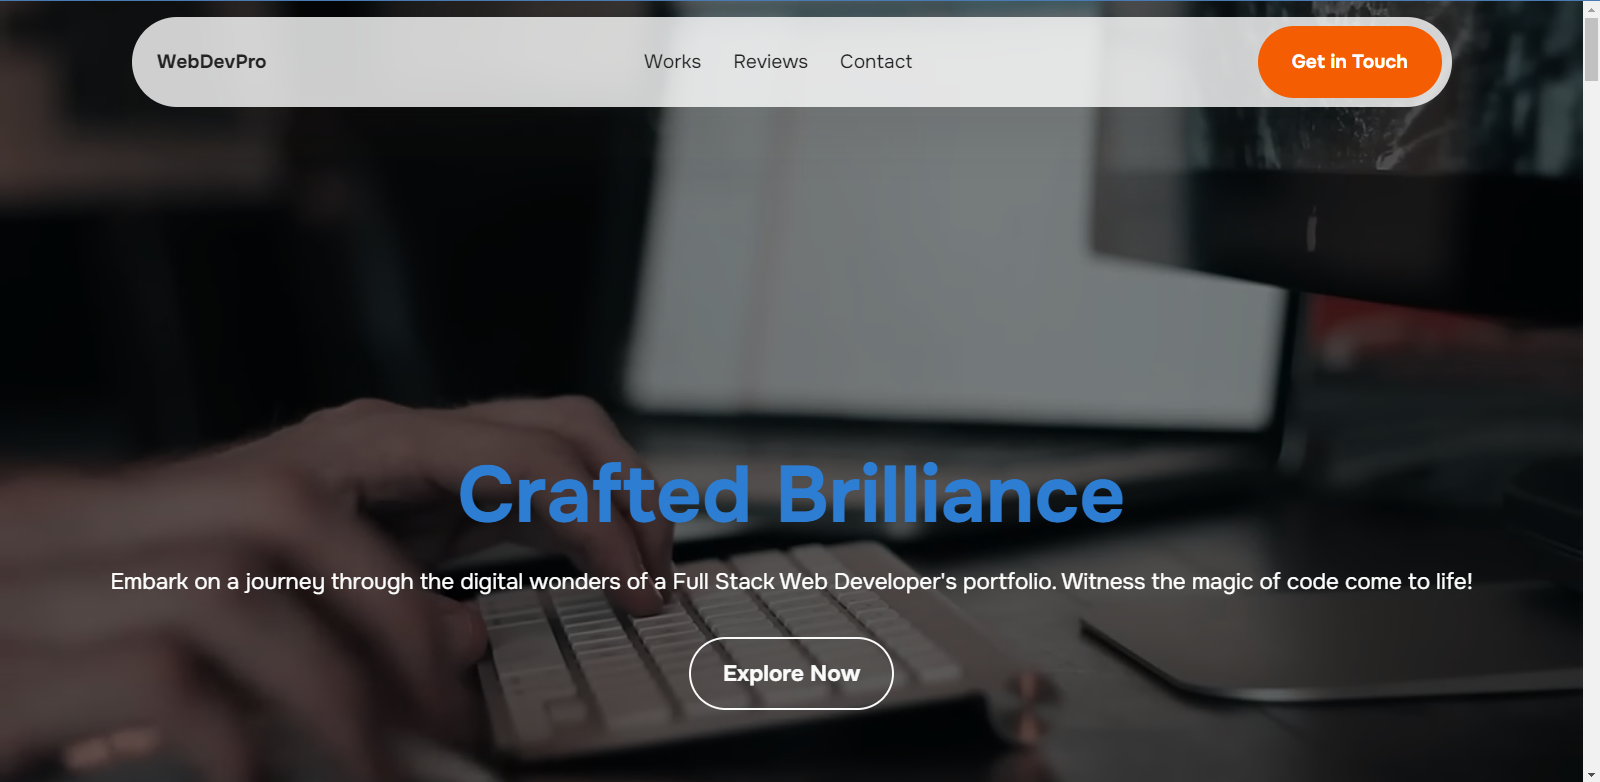 WebDevPro
Works
Reviews
Contact
Get in Touch
Crafted Brilliance
Embark on a journey through the digital wonders of a Full Stack Web Developer's portfolio. Witness the magic of code come to life!
Explore Now